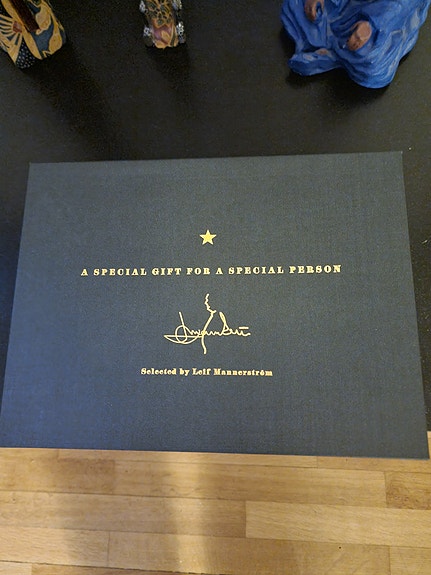 A SPECIAL GIFT FOR A SPECIAL PERSON
Selected by Leif Mannerström